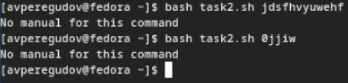 [avperegudov@fedora ~]$ bash task2.sh jdsfhvyuwehf
No manual for this command
[avperegudov@fedora ~]$ bash task2.sh 0jjiw
No manual for this command
[avperegudov@fedora ~]$